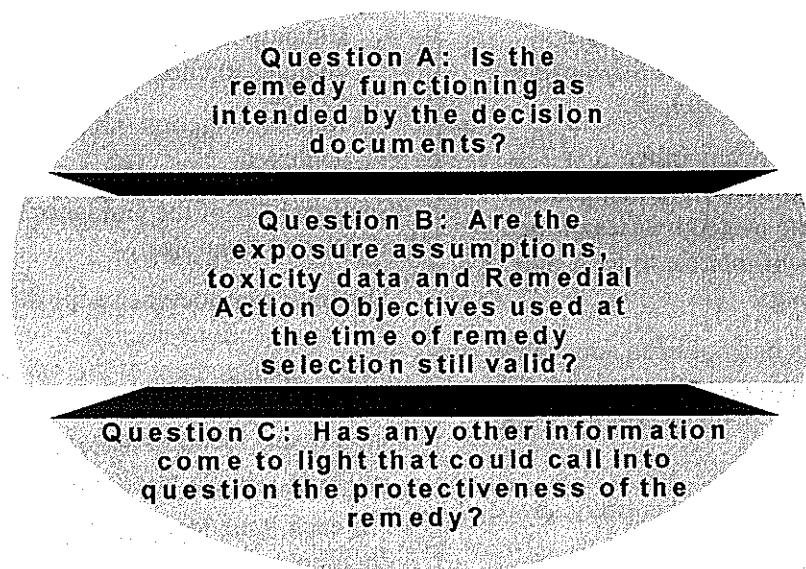 Question A: Is the
remedy functioning as
intended by the decision
documents?
Question B: Are the
exposure assumptions,
toxicity data and Remedial
Action Objectives used at
the time of remedy
selection still valid?
Question C: Has any other information
come to light that could call into
question the protectiveness of the
remedy?